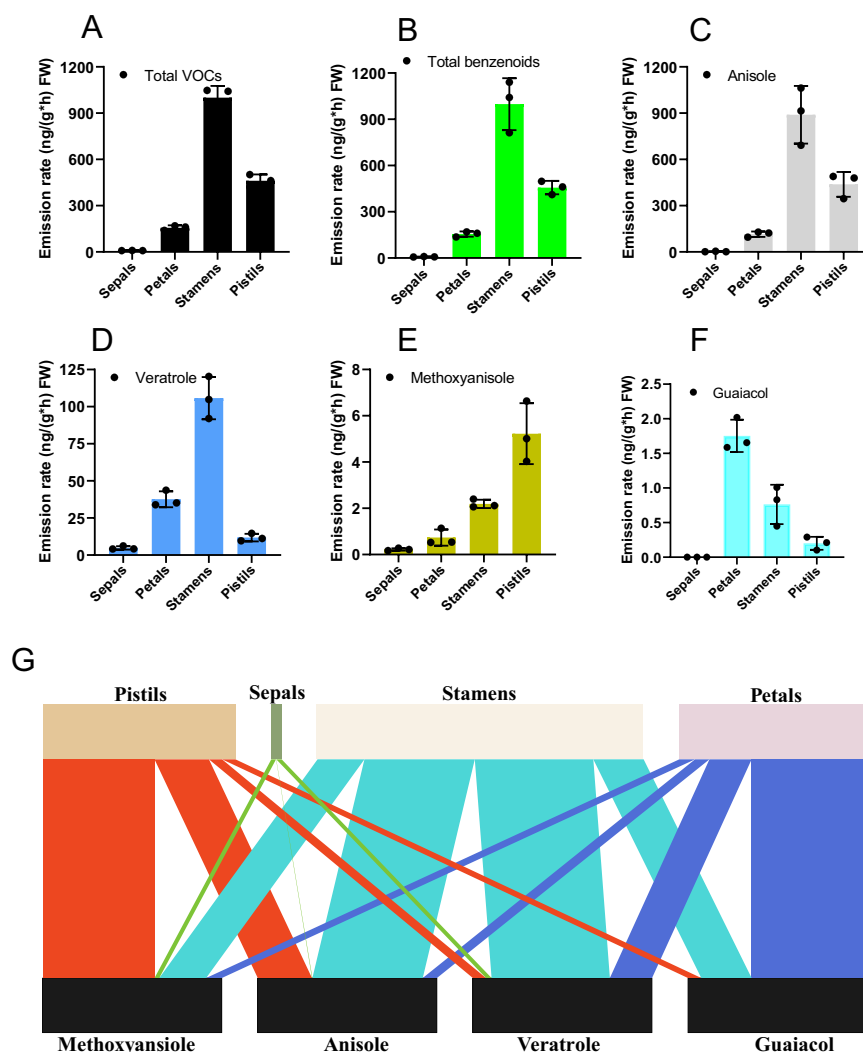 A
B
C
Emission rate (ng/(g*h) FW)
1200
900
600
300
0
Total VOCs
Sepals
Petals
Stamens
Pistils
Emission rate (ng/(g*h) FW)
1200
900
600
300
0
Total benzenoids
Sepals
Petals
Stamens
Pistils
Emission rate (ng/(g*h) FW)
1200
900
600
300
0
Anisole
Sepals
Petals
Stamens
Pistils
D
E
F
Emission rate (ng/(g*h) FW)
125
100
75
50
25
0
Veratrole
Sepals
Petals
Stamens
Pistils
Emission rate (ng/(g*h) FW)
8
6
4
2
0
Methoxyanisole
Sepals
Petals
Stamens
Pistils
Emission rate (ng/(g*h) FW)
2.5
2.0
1.5
1.0
0.5
0.0
Guaiacol
Sepals
Petals
Stamens
Pistils
G
Pistils
Sepals
Stamens
Petals
Methoxyansiole
Anisole
Veratrole
Guaiacol